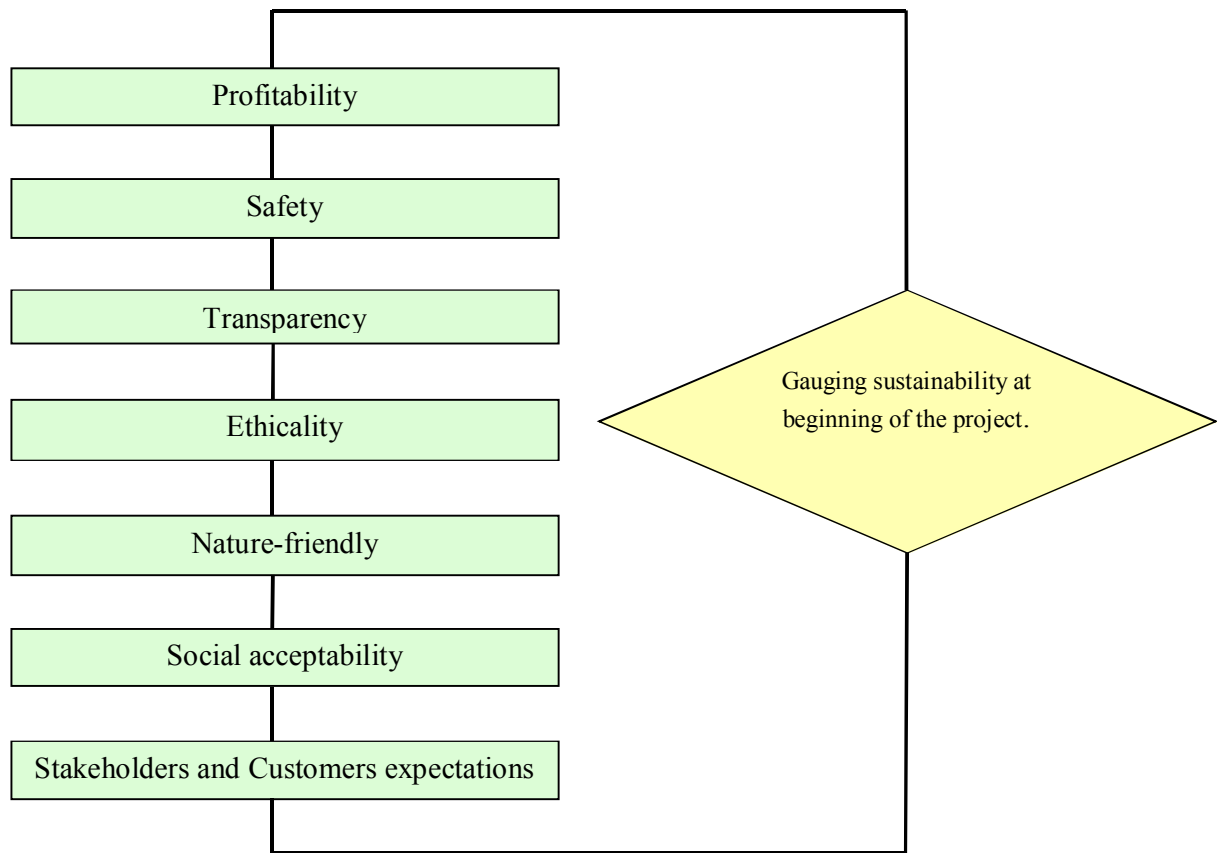 Profitability
Safety
Transparency
Ethicality
Nature-friendly
Social acceptability
Stakeholders and Customers expectations
Gauging sustainability at
beginning of the project.